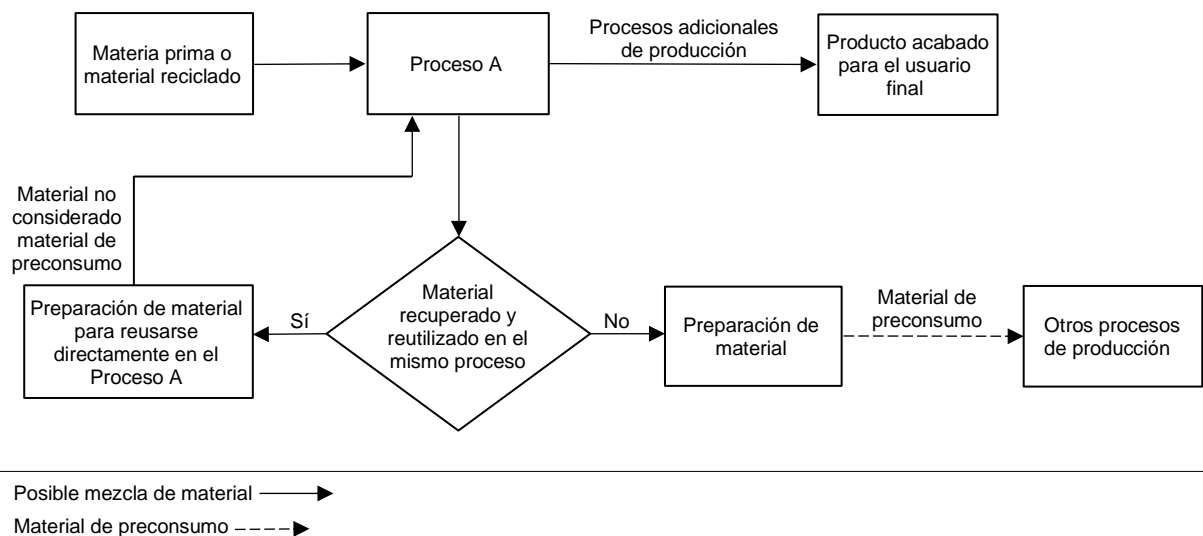 Materia prima o
material reciclado
Proceso A
Procesos adicionales
de producción
Producto acabado
para el usuario
final
Material no
considerado
material de
preconsumo
Preparación de material
para reusarse
directamente en el
Proceso A
Sí
Material
recuperado y
reutilizado en el
mismo proceso
No
Preparación de
material
Material de
preconsumo
Otros procesos
de producción
Posible mezcla de material
Material de preconsumo